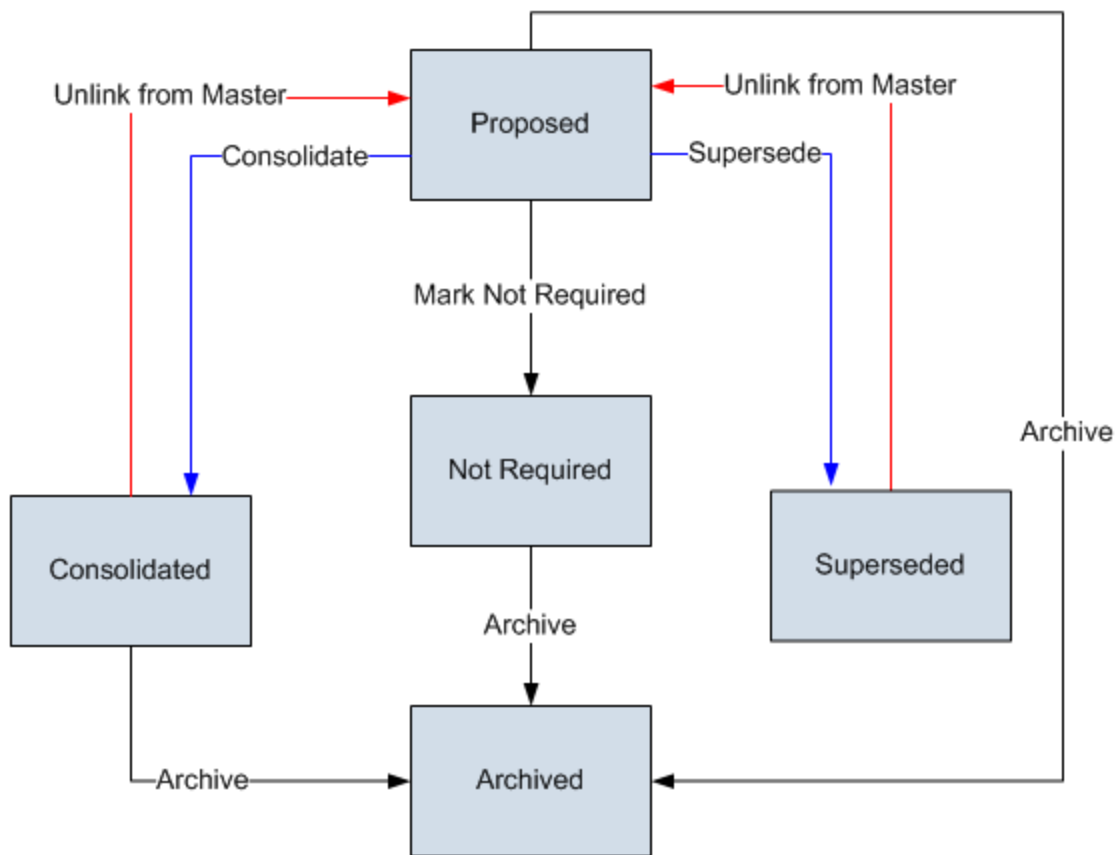 Unlink from Master
Unlink from Master
Proposed
Consolidate
Supersede
Mark Not Required
Archive
Not Required
Consolidated
Superseded
Archive
Archive
Archived